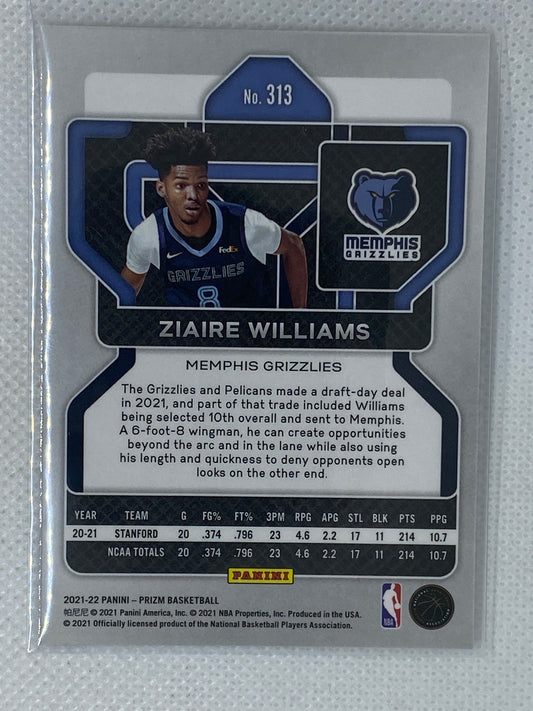 No. 313
FedEx
GRIZZLIES
8
MEMPHIS
GRIZZLIES
ZIAIRE WILLIAMS
MEMPHIS GRIZZLIES
The Grizzlies and Pelicans made a draft-day deal
in 2021, and part of that trade included Williams
being selected 10th overall and sent to Memphis.
A 6-foot-8 wingman, he can create opportunities
beyond the arc and in the lane while also using
his length and quickness to deny opponents open
looks on the other end.
YEAR TEAM G FG% FT% 3PM RPG APG STL BLK PTS PPG
20-21 STANFORD 20 .374 .796 23 4.6 2.2 17 11 214 10.7
NCAA TOTALS 20 .374 .796 23 4.6 2.2 17 11 214 10.7
PANINI
2021-22 PANINI – PRIZM BASKETBALL
帕尼尼 © 2021 Panini America, Inc. © 2021 NBA Properties, Inc. Produced in the USA.
© 2021 Officially licensed product of the National Basketball Players Association.
NBA